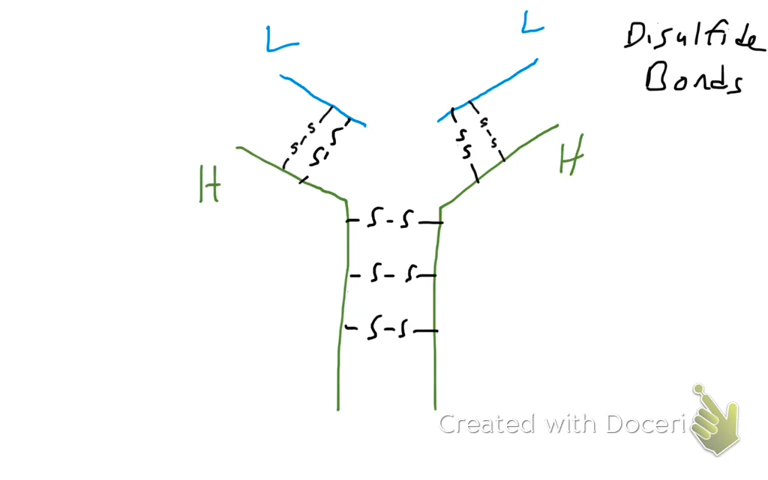 L
L
Disulfide
Bonds
S-S
S-S
S S
S-S
H
H
S-S
S-S
S-S
Created with Doceri